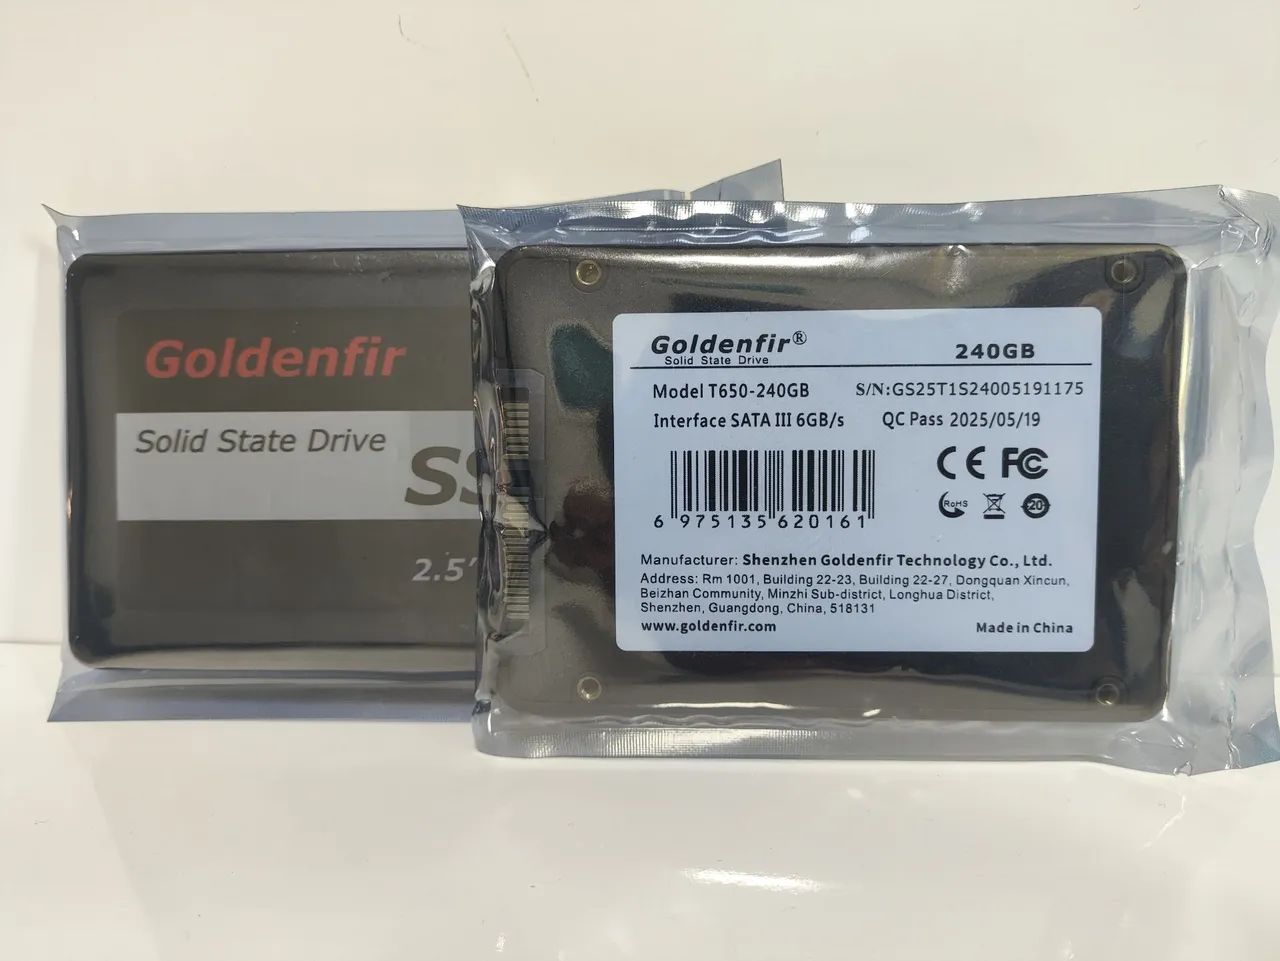 Goldenfir
Solid State Drive
SS
2.5"
Goldenfir®
Solid State Drive
240GB
Model T650-240GB
S/N:GS25T1S24005191175
Interface SATA III 6GB/s
QC Pass 2025/05/19
CE FC
RoHS
20
6 975135 620161
Manufacturer: Shenzhen Goldenfir Technology Co., Ltd.
Address: Rm 1001, Building 22-23, Building 22-27, Dongquan Xincun,
Beizhan Community, Minzhi Sub-district, Longhua District,
Shenzhen, Guangdong, China, 518131
www.goldenfir.com
Made in China